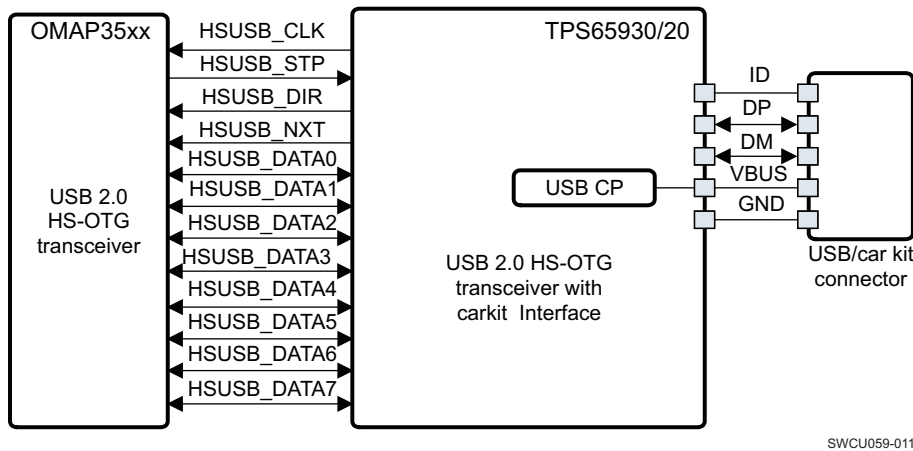 OMAP35xx
HSUSB_CLK
TPS65930/20
HSUSB_STP
HSUSB_DIR
HSUSB_NXT
HSUSB_DATA0
HSUSB_DATA1
HSUSB_DATA2
HSUSB_DATA3
HSUSB_DATA4
HSUSB_DATA5
HSUSB_DATA6
HSUSB_DATA7
USB 2.0
HS-OTG
transceiver
USB CP
USB 2.0 HS-OTG
transceiver with
carkit Interface
ID
DP
DM
VBUS
GND
USB/car kit
connector
SWCU059-011